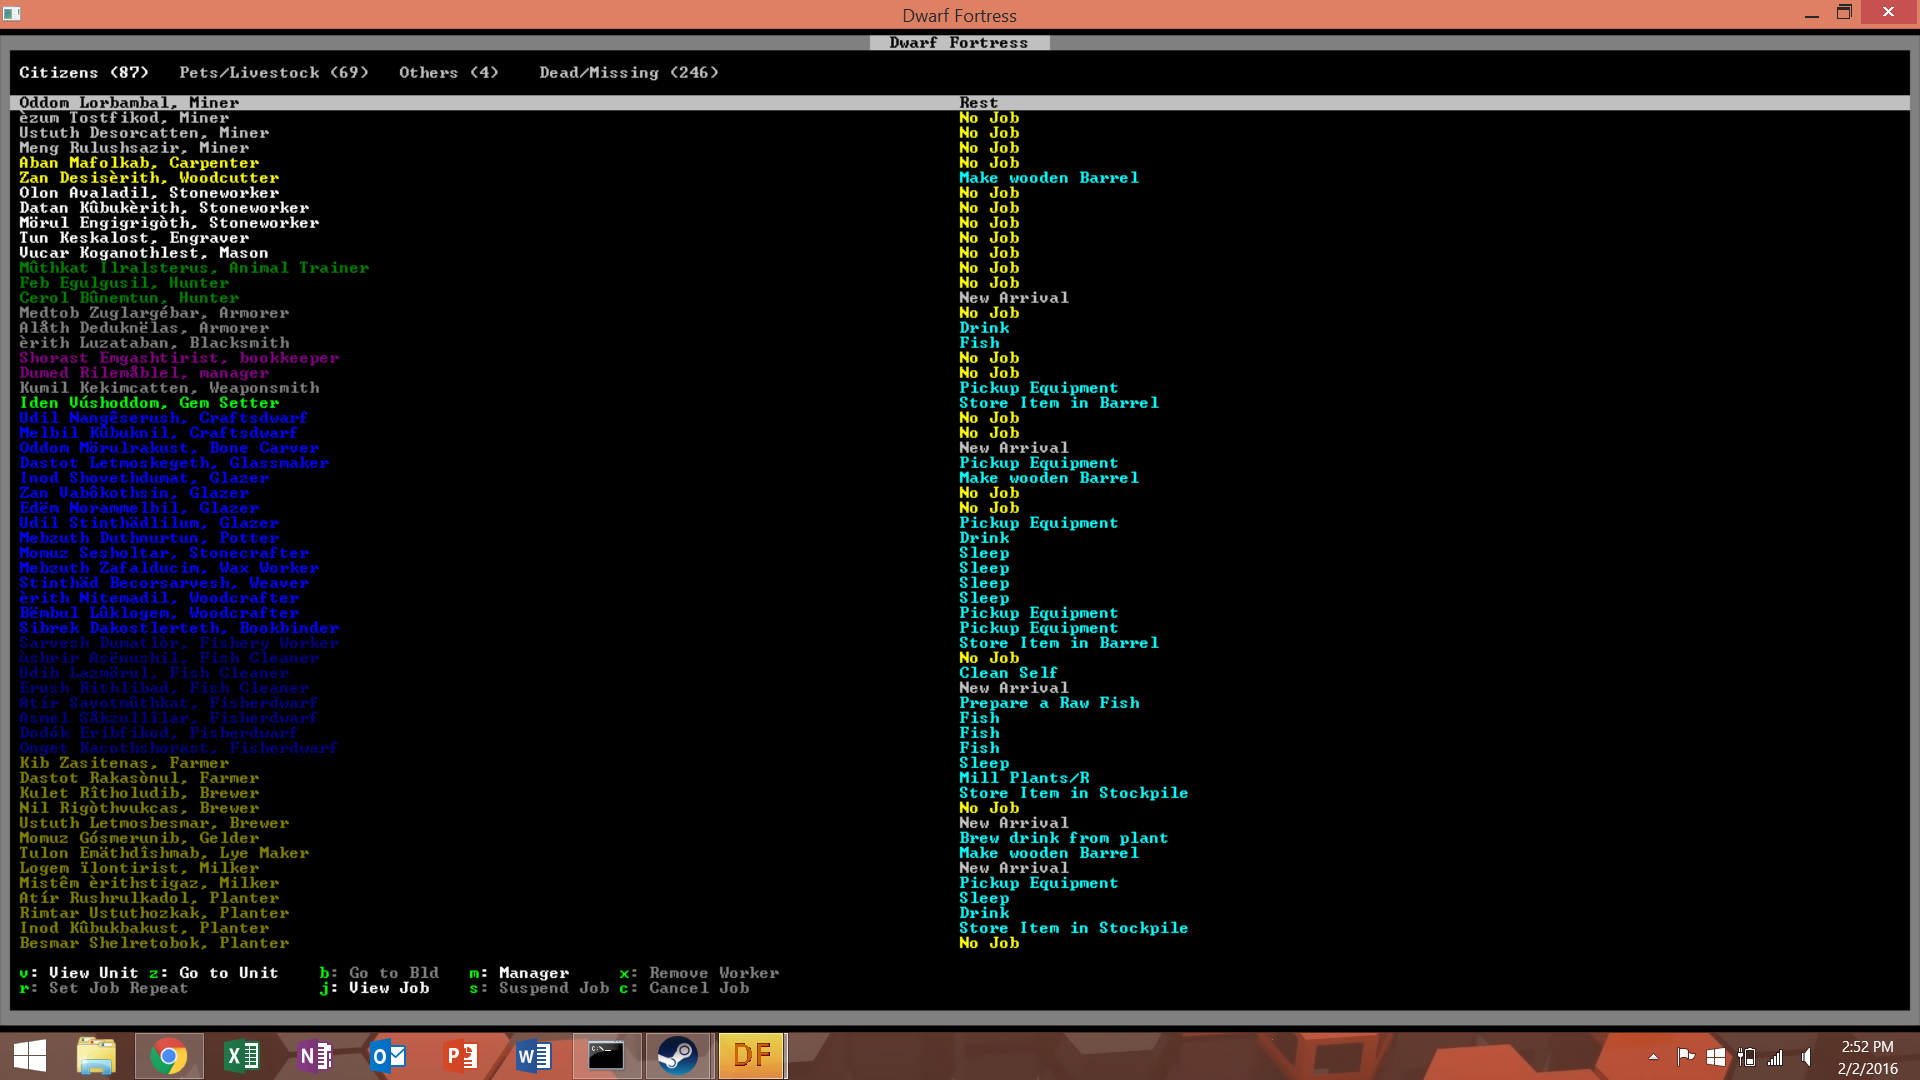 Dwarf Fortress
Dwarf Fortress
Citizens (87) Pets/Livestock (69) Others (4) Dead/Missing (246)
Oddom Lorbambal, Miner Rest
èzum Tostfikod, Miner No Job
Ustuth Desorcatten, Miner No Job
Meng Rulushsazir, Miner No Job
Aban Mafolkab, Carpenter No Job
Zan Desisèrith, Woodcutter Make wooden Barrel
Olon Avaladil, Stoneworker No Job
Datan Kûbukèrith, Stoneworker No Job
Mörul Engigrigòth, Stoneworker No Job
Tun Keskalost, Engraver No Job
Vucar Koganothlest, Mason No Job
Mûthkat Ilralsterus, Animal Trainer No Job
Feb Egulgusil, Hunter No Job
Cerol Bûnemtun, Hunter New Arrival
Medtob Zuglargébar, Armorer No Job
Alåth Deduknëlas, Armorer Drink
èrith Luzataban, Blacksmith Fish
Shorast Emgashtirist, bookkeeper No Job
Dumed Rilemåblel, manager No Job
Kumil Kekimcatten, Weaponsmith Pickup Equipment
Iden Vúshoddom, Gem Setter Store Item in Barrel
Udil Nangêserush, Craftsdwarf No Job
Melbil Kûbuknil, Craftsdwarf No Job
Oddom Mörulrakust, Bone Carver New Arrival
Dastot Letmoskegeth, Glassmaker Pickup Equipment
Inod Shovethdumat, Glazer Make wooden Barrel
Zan Vabôkothsin, Glazer No Job
Edëm Norammelbil, Glazer No Job
Udil Stinthädlilum, Glazer Pickup Equipment
Mebzuth Duthnurtun, Potter Drink
Momuz Sesholtar, Stonecrafter Sleep
Mebzuth Zafalducim, Wax Worker Sleep
Stinthäd Becorsarvesh, Weaver Sleep
èrith Nitemadil, Woodcrafter Sleep
Bëmbul Lûklogem, Woodcrafter Pickup Equipment
Sibrek Dakostlerteth, Bookbinder Pickup Equipment
Sarvesh Dumatlòr, Fishery Worker Store Item in Barrel
ùshrir Asënushil, Fish Cleaner No Job
Udib Lazmörul, Fish Cleaner Clean Self
Erush Rithlibad, Fish Cleaner New Arrival
Atír Savotmûthkat, Fisherdwarf Prepare a Raw Fish
Asmel Såkzullilar, Fisherdwarf Fish
Dodók Eribfikod, Fisherdwarf Fish
Onget Kacothshorast, Fisherdwarf Fish
Kib Zasitenas, Farmer Sleep
Dastot Rakasònul, Farmer Mill Plants/R
Kulet Rîtholudib, Brewer Store Item in Stockpile
Nil Rigòthvukcas, Brewer No Job
Ustuth Letmosbesmar, Brewer New Arrival
Momuz Gósmerunib, Gelder Brew drink from plant
Tulon Emäthdîshmab, Lye Maker Make wooden Barrel
Logem ïlontirist, Milker New Arrival
Mistêm èrithstigaz, Milker Pickup Equipment
Atír Rushrulkadol, Planter Sleep
Rimtar Ustuthozkak, Planter Drink
Inod Kûbukbakust, Planter Store Item in Stockpile
Besmar Shelretobok, Planter No Job
v: View Unit z: Go to Unit b: Go to Bld m: Manager x: Remove Worker
r: Set Job Repeat j: View Job s: Suspend Job c: Cancel Job
DF
2:52 PM
2/2/2016